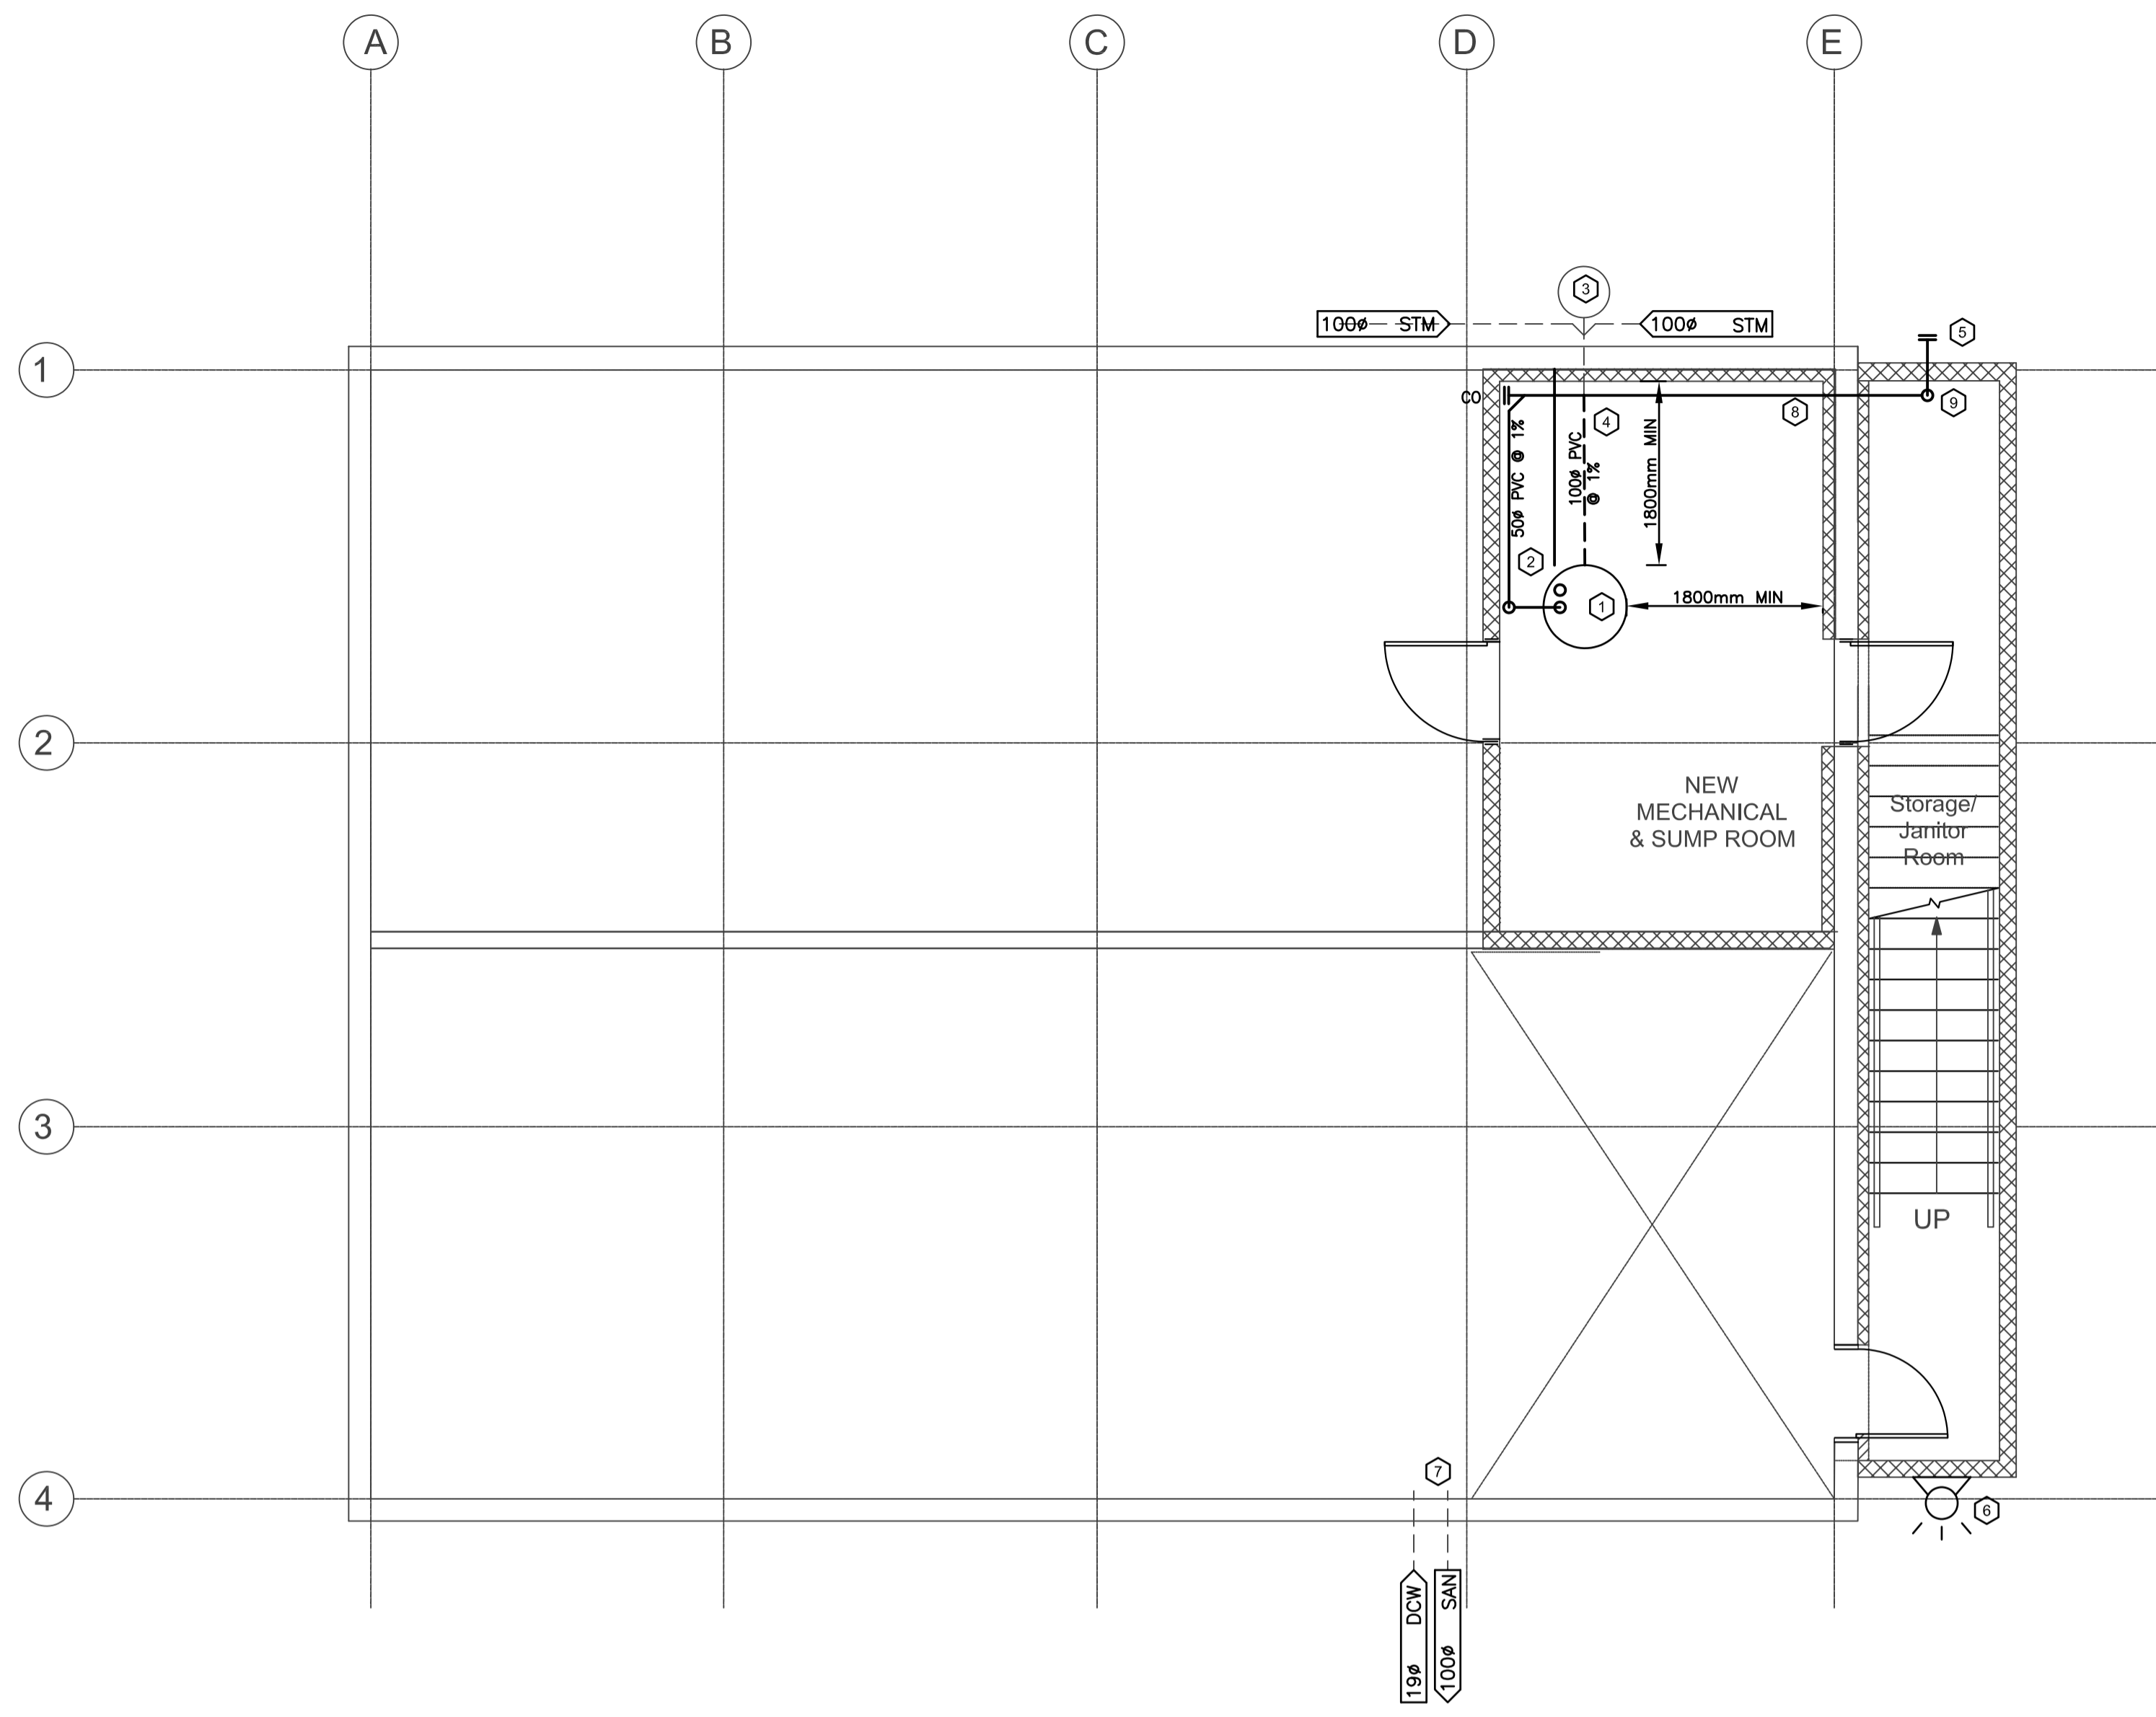 A
B
C
D
E
3
100ø STM
100ø STM
5
1
CO
9
8
4
50ø PVC @ 1%
100ø PVC
@ 1%
1800mm MIN
2
1
1800mm MIN
2
NEW
MECHANICAL
& SUMP ROOM
Storage/
Janitor
Room
3
UP
7
4
6
19ø DCW
100ø SAN